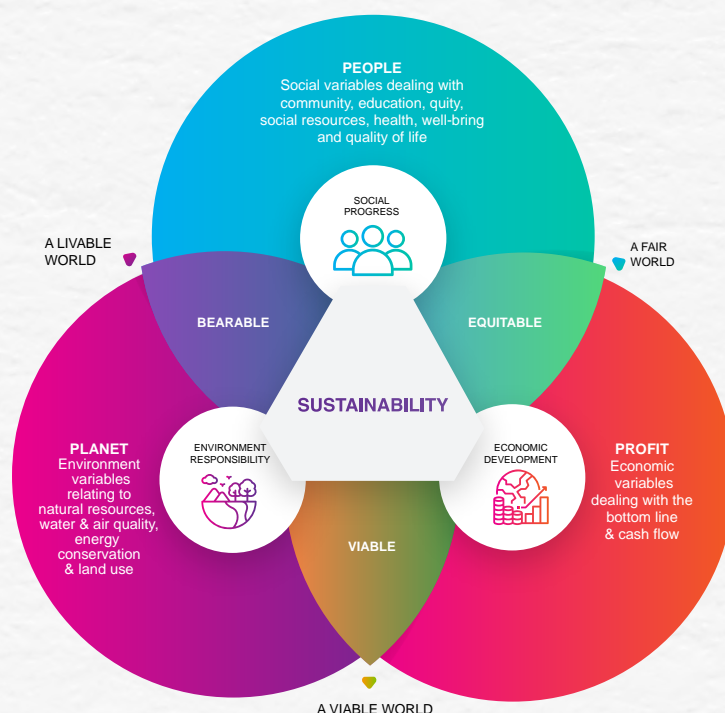 PEOPLE
Social variables dealing with
community, education, quity,
social resources, health, well-bring
and quality of life
SOCIAL
PROGRESS
A LIVABLE
WORLD
A FAIR
WORLD
BEARABLE
EQUITABLE
SUSTAINABILITY
PLANET
Environment
variables
relating to
natural resources,
water & air quality,
energy
conservation
& land use
ENVIRONMENT
RESPONSIBILITY
ECONOMIC
DEVELOPMENT
PROFIT
Economic
variables
dealing with the
bottom line
& cash flow
VIABLE
A VIABLE WORLD